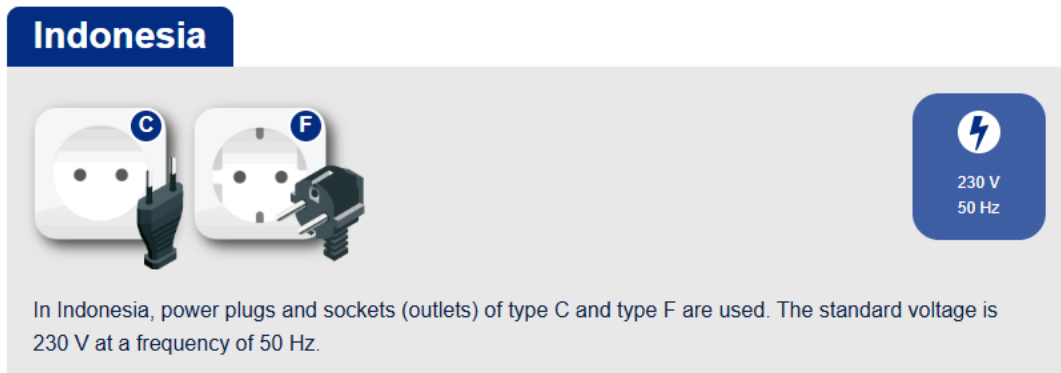 Indonesia
C
F
230 V
50 Hz
In Indonesia, power plugs and sockets (outlets) of type C and type F are used. The standard voltage is
230 V at a frequency of 50 Hz.